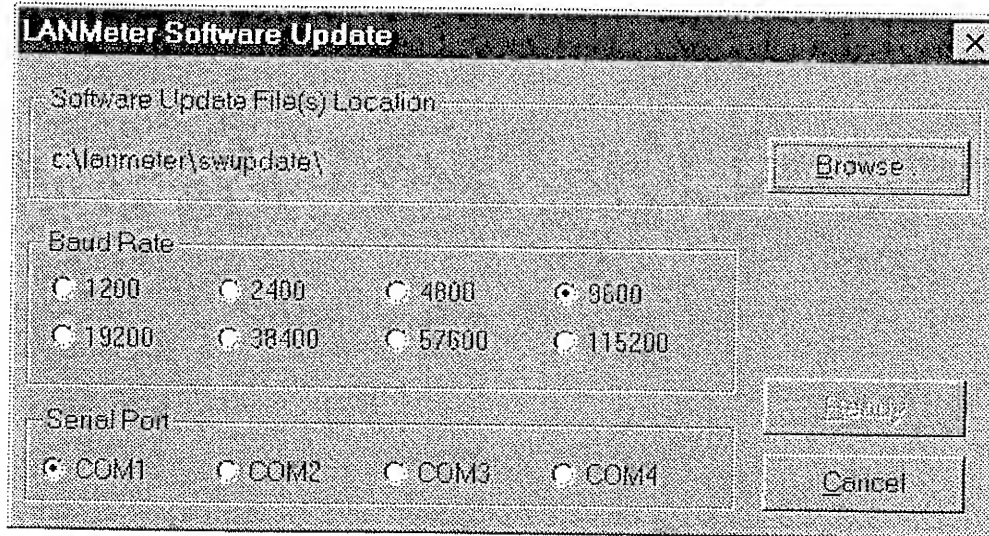 LANMeter Software Update
Software Update File(s) Location
c:\lanmeter\swupdate\
Browse .
Baud Rate
1200 2400 4800 9600
19200 38400 57600 115200
Serial Port
COM1 COM2 COM3 COM4
Cancel